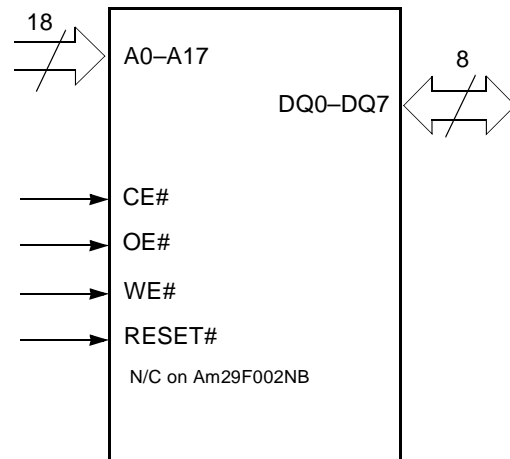 18
A0–A17
8
DQ0–DQ7
CE#
OE#
WE#
RESET#
N/C on Am29F002NB